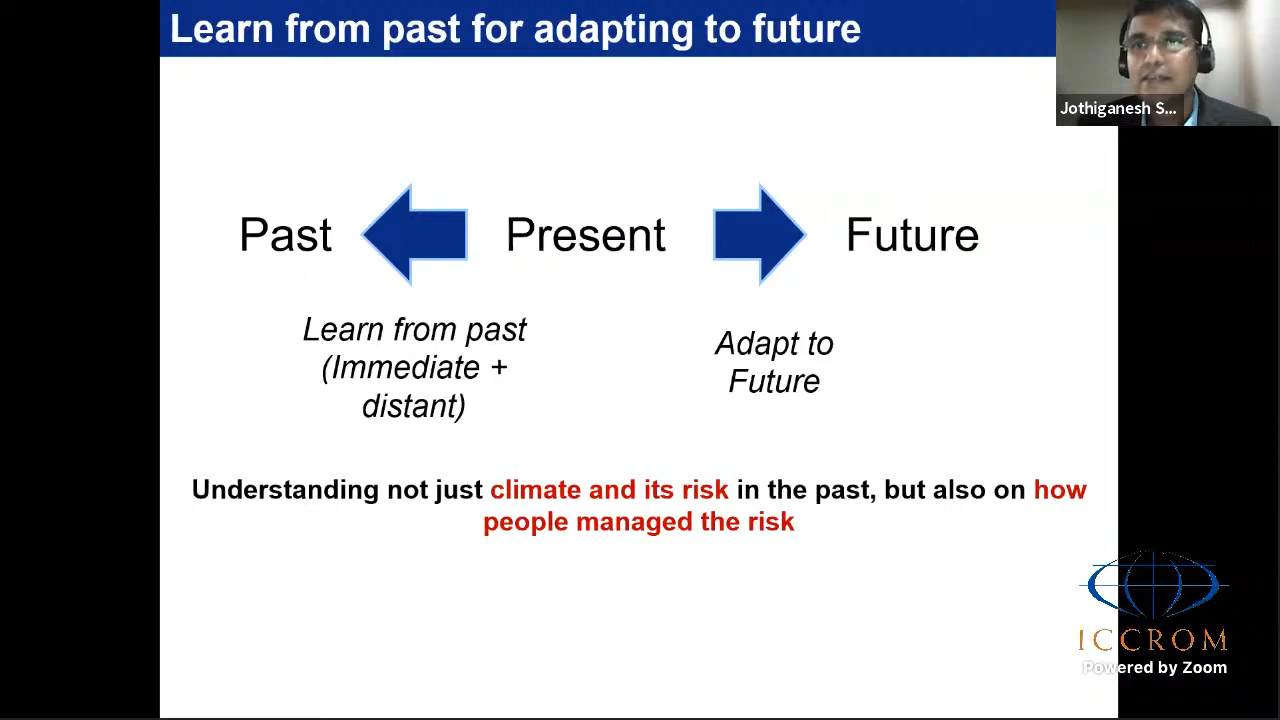 Learn from past for adapting to future
Jothiganesh S...
Past
Present
Future
Learn from past
(Immediate +
distant)
Adapt to
Future
Understanding not just climate and its risk in the past, but also on how
people managed the risk
ICCROM
Powered by Zoom